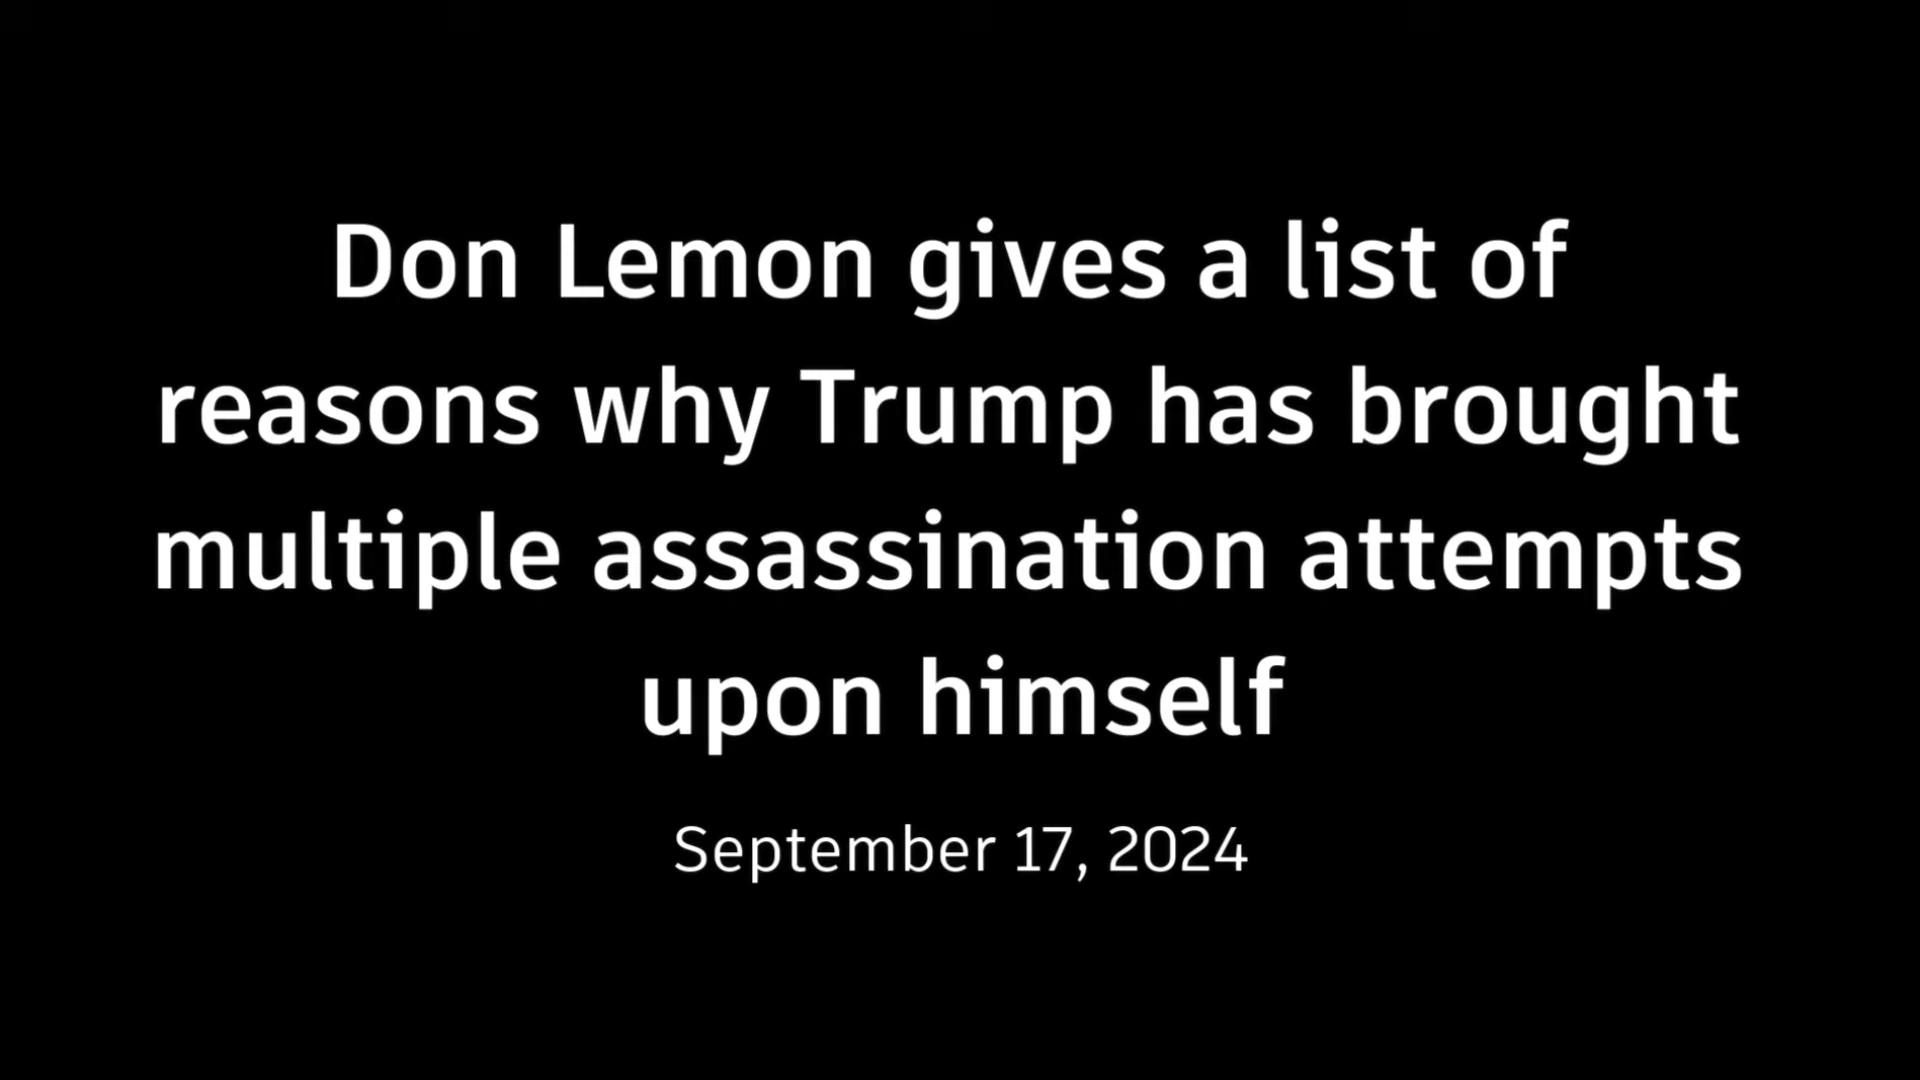 Don Lemon gives a list of
reasons why Trump has brought
multiple assassination attempts
upon himself
September 17, 2024